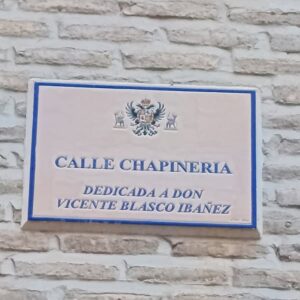 CALLE CHAPINERIA
DEDICADA A DON
VICENTE BLASCO IBAÑEZ